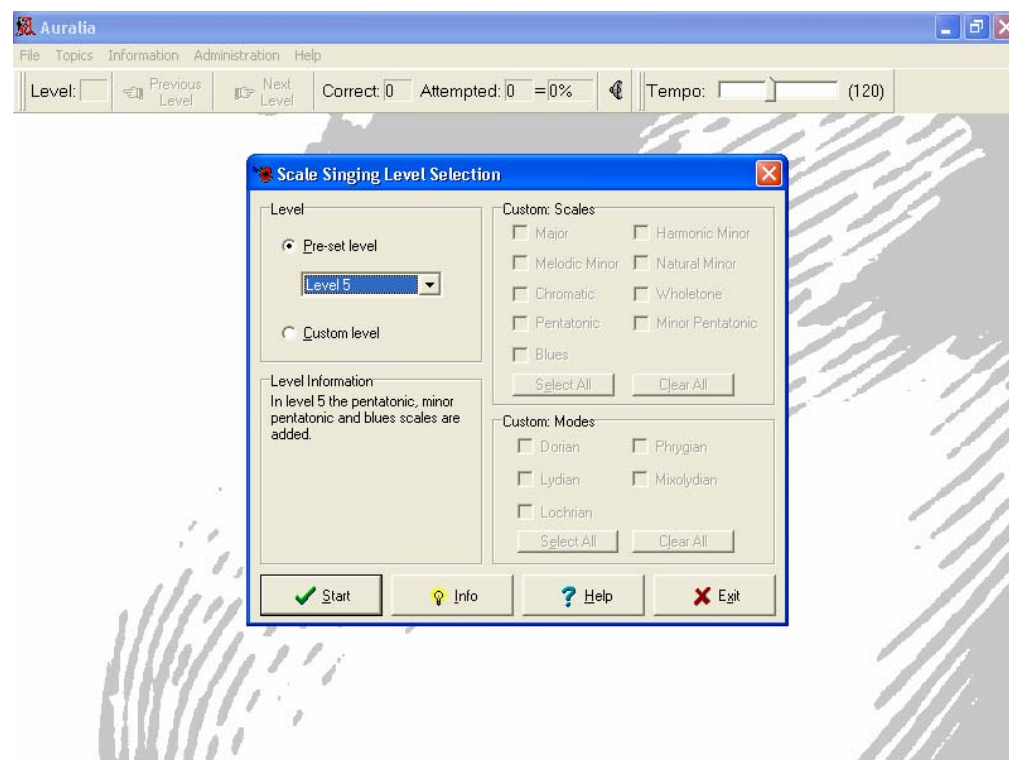 Auralia
File Topics Information Administration Help
Level: Previous Level Next Level Correct: 0 Attempted: 0 = 0% Tempo: (120)
Scale Singing Level Selection
Level
Pre-set level
Level 5
Custom level
Level Information
In level 5 the pentatonic, minor
pentatonic and blues scales are
added.
Custom: Scales
Major Harmonic Minor
Melodic Minor Natural Minor
Chromatic Wholetone
Pentatonic Minor Pentatonic
Blues
Select All Clear All
Custom: Modes
Dorian Phrygian
Lydian Mixolydian
Lochrian
Select All Clear All
Start Info Help Exit